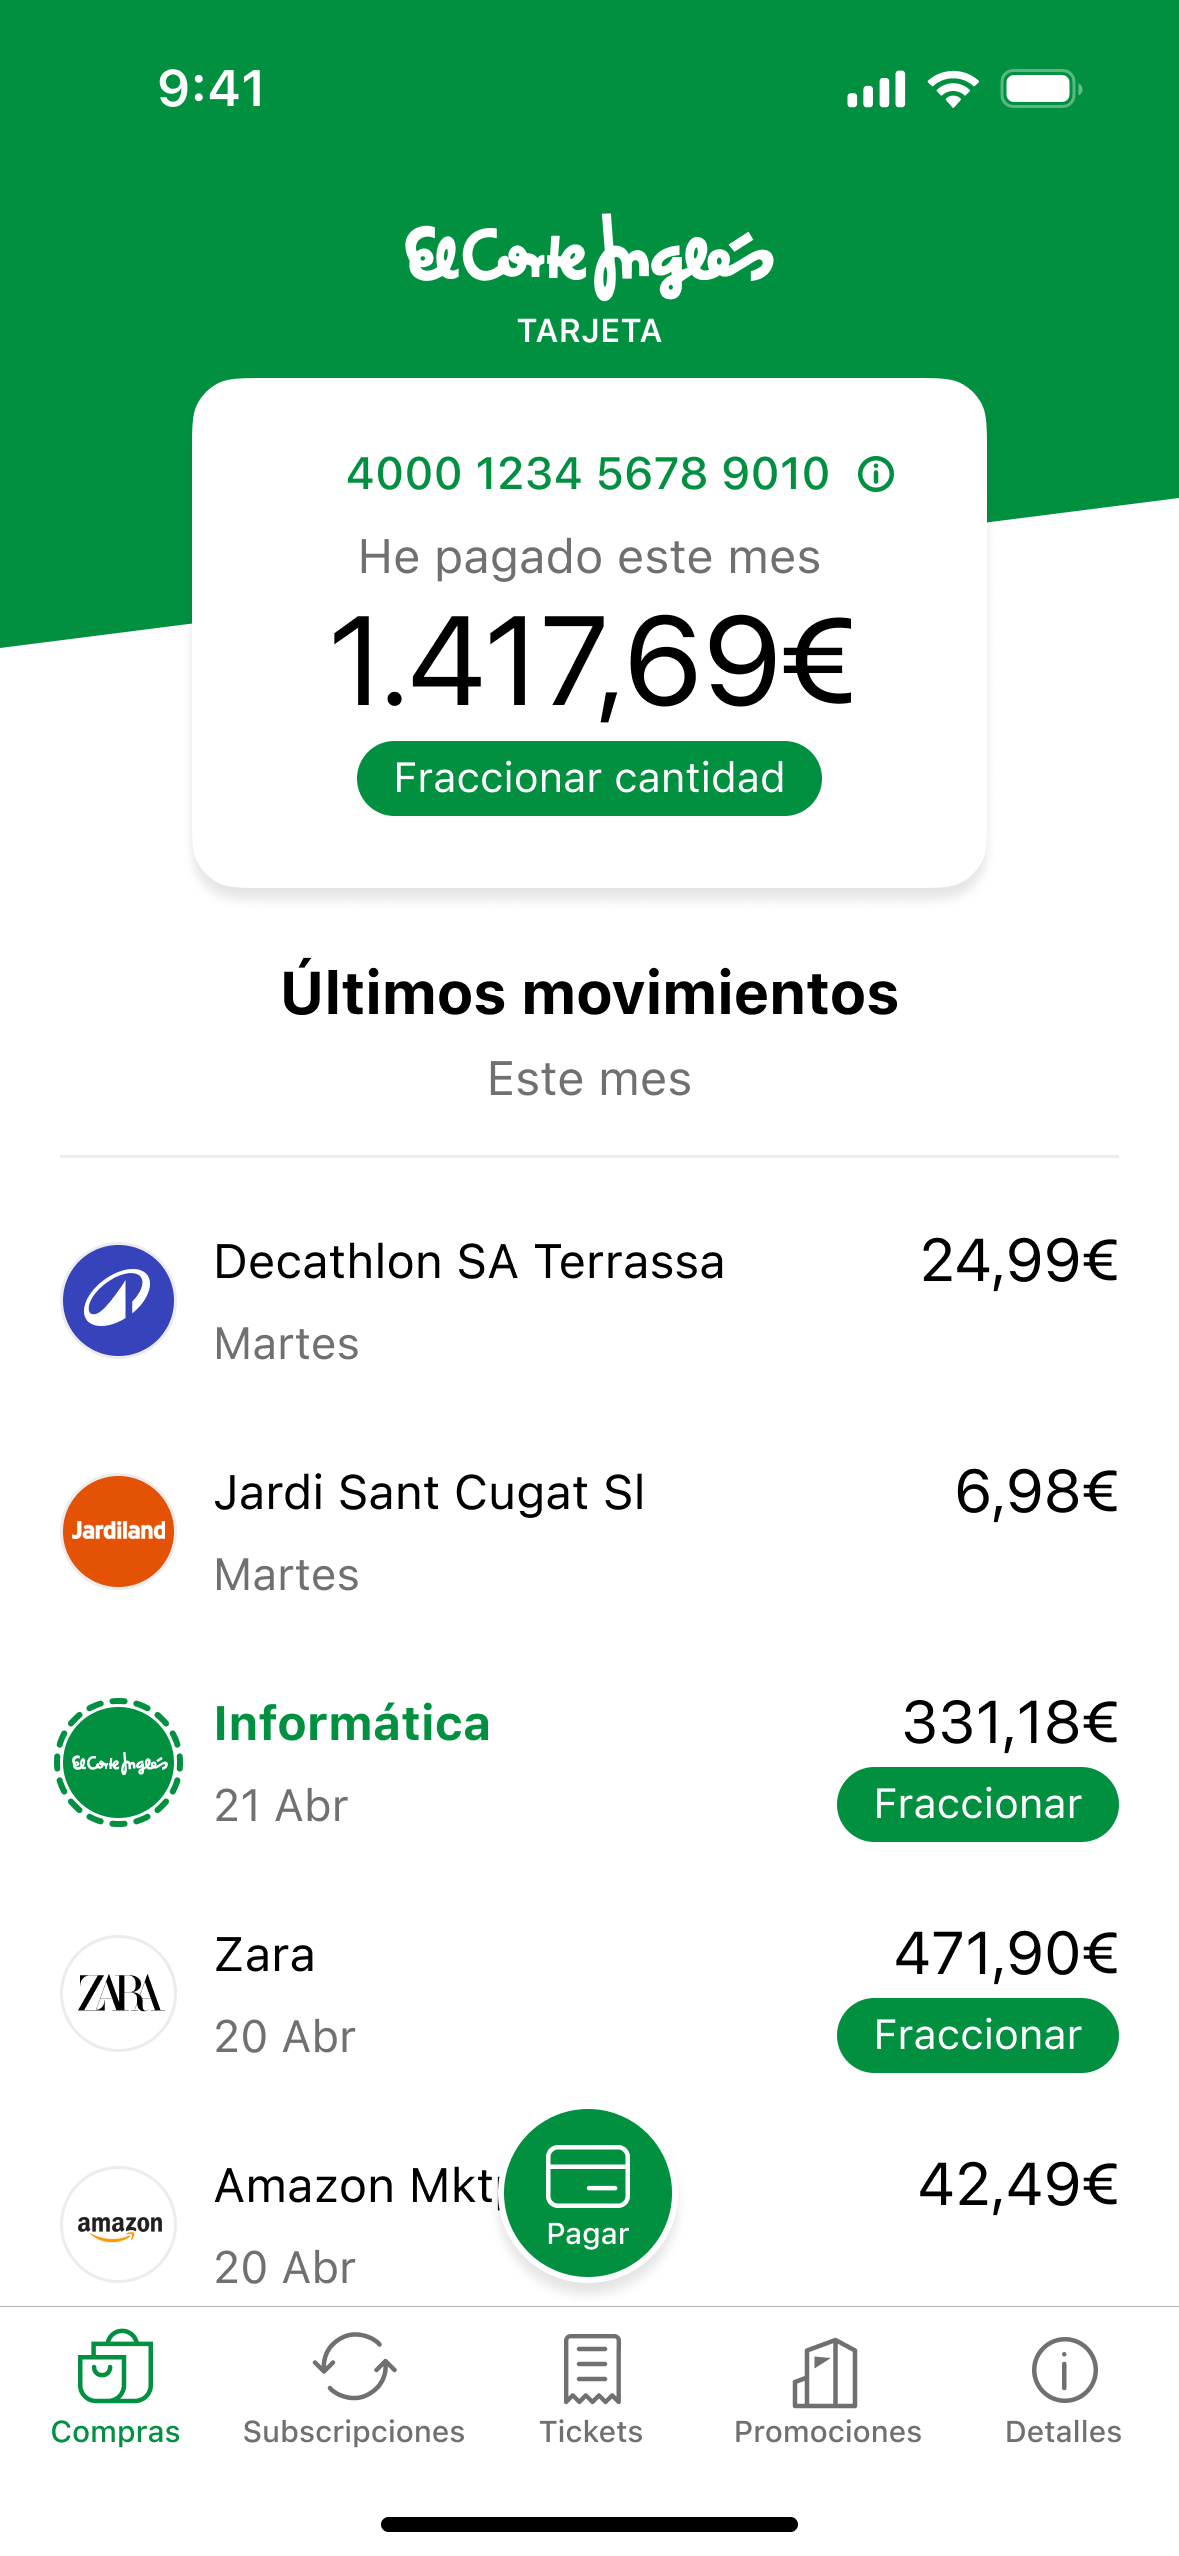 9:41
El Corte Inglés
TARJETA
4000 1234 5678 9010
He pagado este mes
1.417,69€
Fraccionar cantidad
Últimos movimientos
Este mes
Decathlon SA Terrassa
24,99€
Martes
Jardiland
Jardi Sant Cugat Sl
6,98€
Martes
El Corte Inglés
Informática
331,18€
21 Abr
Fraccionar
ZARA
Zara
471,90€
20 Abr
Fraccionar
amazon
Amazon
42,49€
20 Abr
Pagar
Compras
Subscripciones
Tickets
Promociones
Detalles